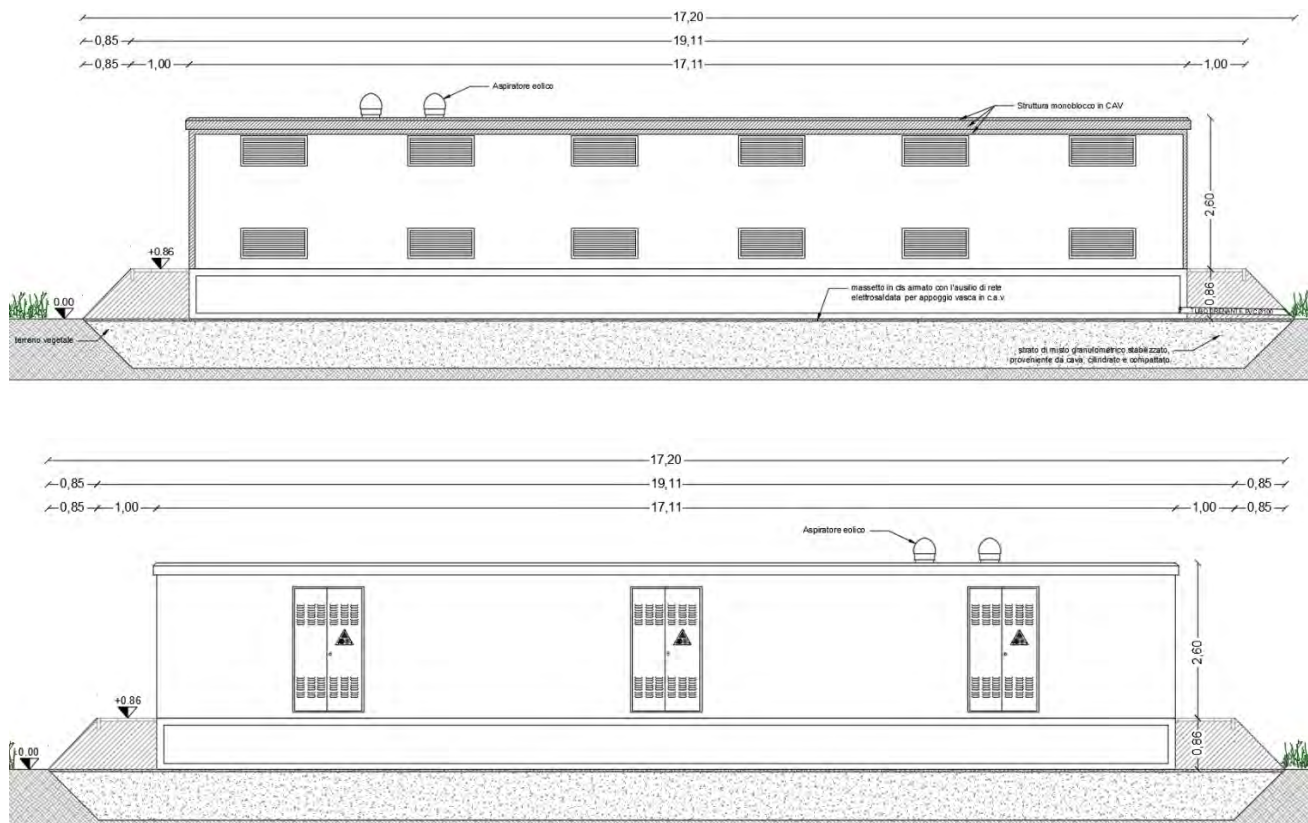 17,20
0,85 19,11
0,85 1,00 17,11 1,00
Aspiratore eolico
Struttura monoblocco in CAV
2,60
+0.86
massetto in cls armato con l'ausilio di rete
elettrosaldata per appoggio vasca in c.a.v.
0.00
0,86
terreno vegetale
strato di misto granulometrico stabilizzato,
proveniente da cava, cilindrato e compattato
17,20
0,85 19,11 0,85
0,85 1,00 17,11 1,00 0,85
Aspiratore eolico
2,60
+0.86
0,86
0.00